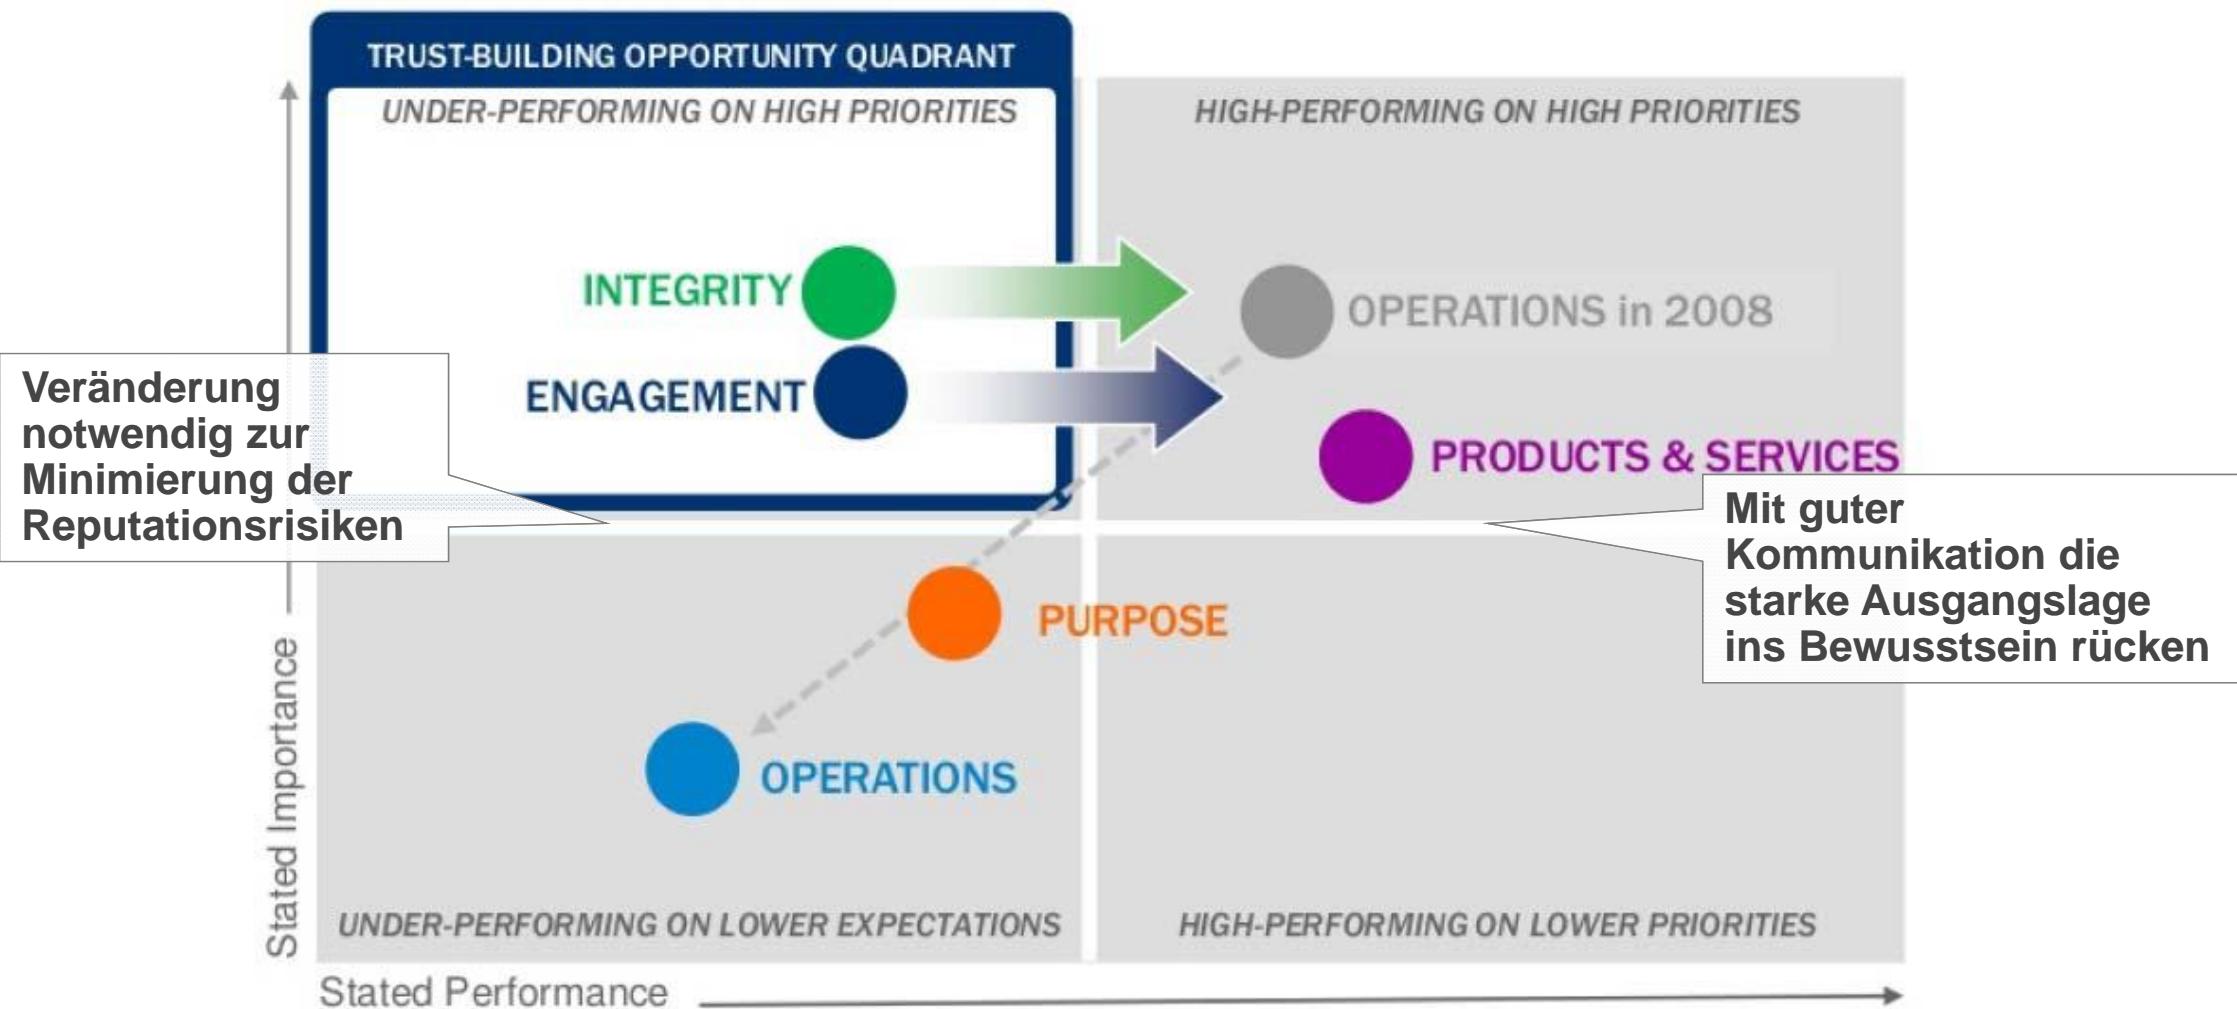 TRUST-BUILDING OPPORTUNITY QUADRANT
UNDER-PERFORMING ON HIGH PRIORITIES
HIGH-PERFORMING ON HIGH PRIORITIES
INTEGRITY
OPERATIONS in 2008
ENGAGEMENT
PRODUCTS & SERVICES
Veränderung
notwendig zur
Minimierung der
Reputationsrisiken
Mit guter
Kommunikation die
starke Ausgangslage
ins Bewusstsein rücken
PURPOSE
OPERATIONS
Stated Importance
UNDER-PERFORMING ON LOWER EXPECTATIONS
HIGH-PERFORMING ON LOWER PRIORITIES
Stated Performance